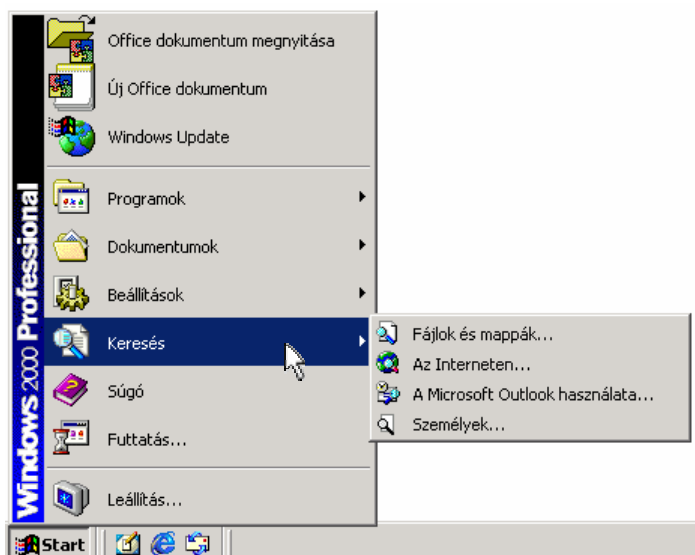 Office dokumentum megnyitása
Új Office dokumentum
Windows Update
Programok
Dokumentumok
Beállítások
Keresés
Súgó
Futtatás...
Leállítás...
Fájlok és mappák...
Az Interneten...
A Microsoft Outlook használata...
Személyek...
Windows 2000 Professional
Start